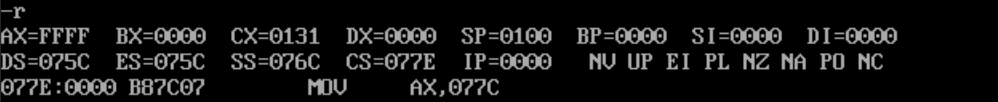 -r
AX=FFFF BX=0000 CX=0131 DX=0000 SP=0100 BP=0000 SI=0000 DI=0000
DS=075C ES=075C SS=076C CS=077E IP=0000 NV UP EI PL NZ NA PO NC
077E:0000 B87C07 MOV AX,077C